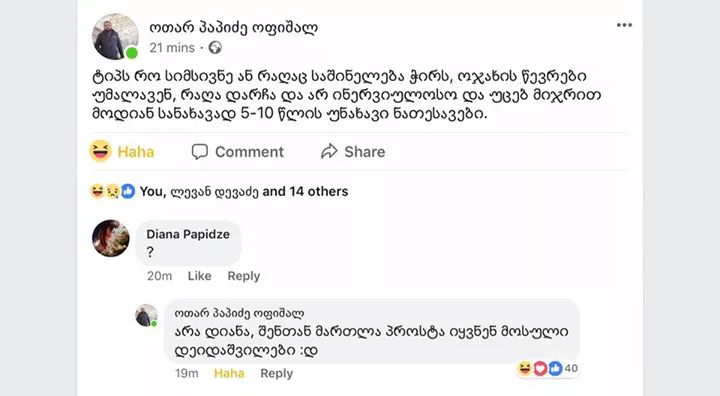 ოთარ პაპიძე ოფიშალ
21 mins ·
ტიპს რო სიმსივნე ან რაღაც საშინელება ჭირს, ოჯახის წევრები
უმალავენ, რაღა დარჩა და არ ინერვიულოსო და უცებ მიჯრით
მოდიან სანახავად 5-10 წლის უნახავი ნათესავები.
Haha Comment Share
You, ლევან დევაძე and 14 others
Diana Papidze
?
20m Like Reply
ოთარ პაპიძე ოფიშალ
არა დიანა, შენთან მართლა პროსტა იყვნენ მოსული
დეიდაშვილები :დ
40
19m Haha Reply